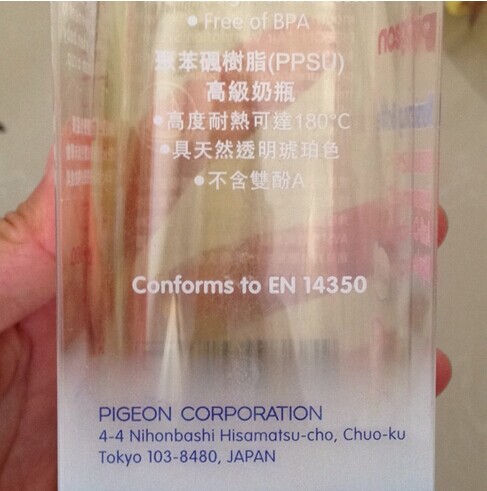 • Free of BPA
聚苯碸樹脂(PPSU)
高級奶瓶
• 高度耐熱可達180°C
• 具天然透明琥珀色
• 不含雙酚A
Conforms to EN 14350
PIGEON CORPORATION
4-4 Nihonbashi Hisamatsu-cho, Chuo-ku
Tokyo 103-8480, JAPAN